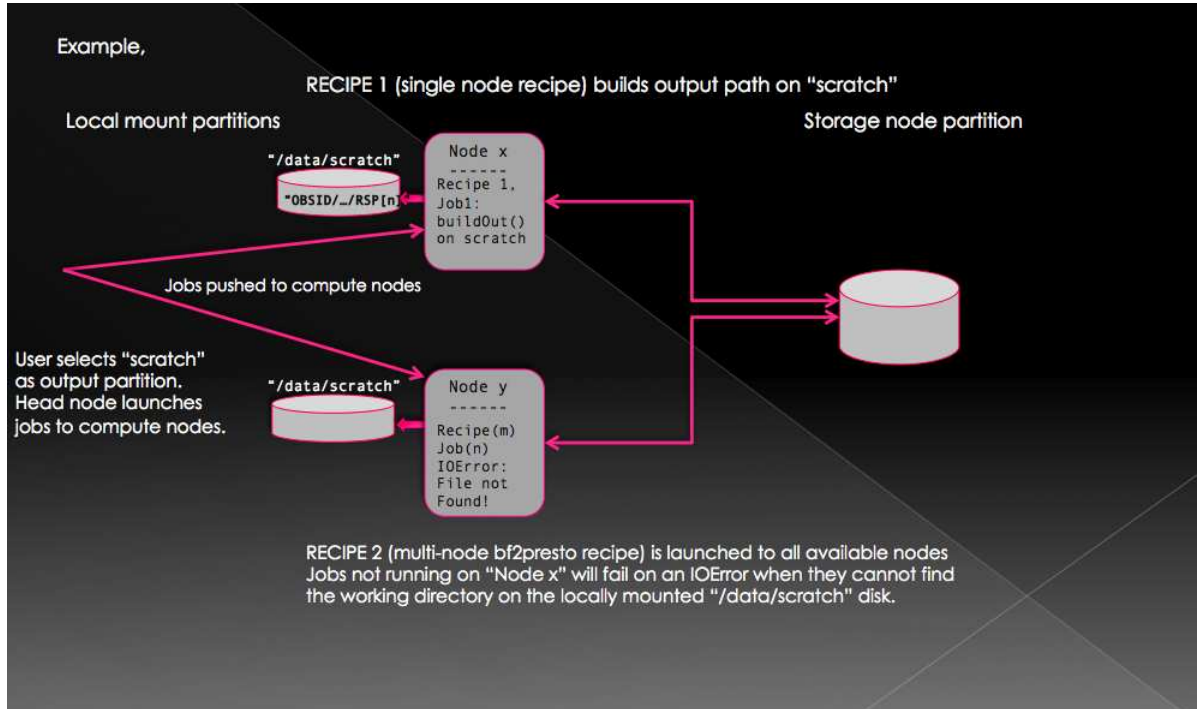 Example,
RECIPE 1 (single node recipe) builds output path on “scratch”
Local mount partitions
Storage node partition
"/data/scratch"
"OBSID/…/RSP[n]
Node x
------
Recipe 1,
Job1:
buildOut()
on scratch
Jobs pushed to compute nodes
User selects “scratch”
as output partition.
Head node launches
jobs to compute nodes.
"/data/scratch"
Node y
------
Recipe(m)
Job(n)
IOError:
File not
Found!
RECIPE 2 (multi-node bf2presto recipe) is launched to all available nodes
Jobs not running on “Node x” will fail on an IOError when they cannot find
the working directory on the locally mounted “/data/scratch” disk.